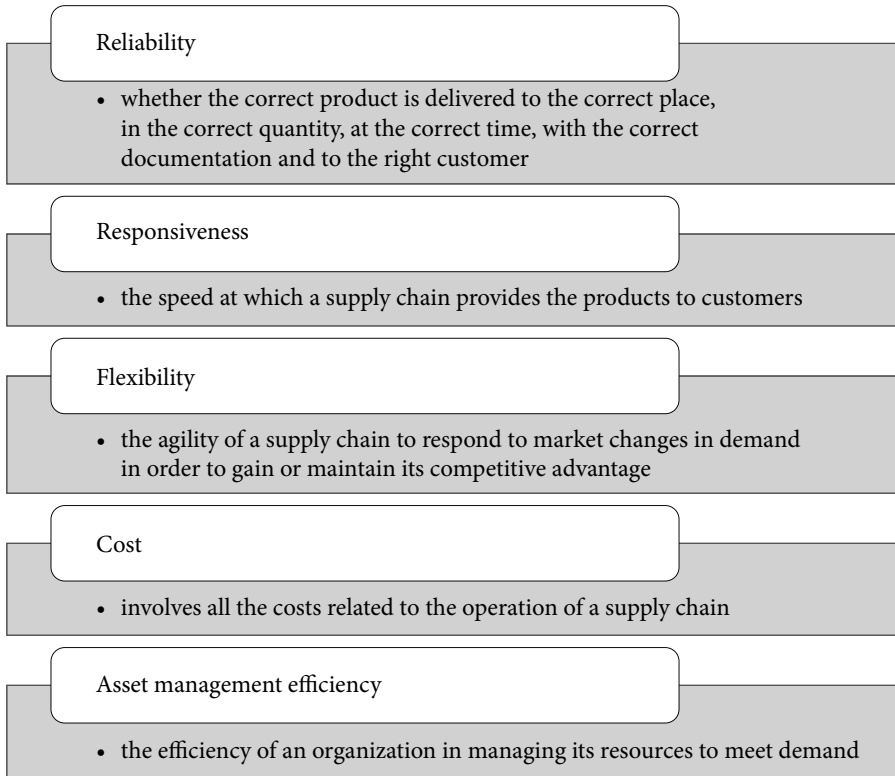 Reliability
• whether the correct product is delivered to the correct place,
in the correct quantity, at the correct time, with the correct
documentation and to the right customer
Responsiveness
• the speed at which a supply chain provides the products to customers
Flexibility
• the agility of a supply chain to respond to market changes in demand
in order to gain or maintain its competitive advantage
Cost
• involves all the costs related to the operation of a supply chain
Asset management efficiency
• the efficiency of an organization in managing its resources to meet demand